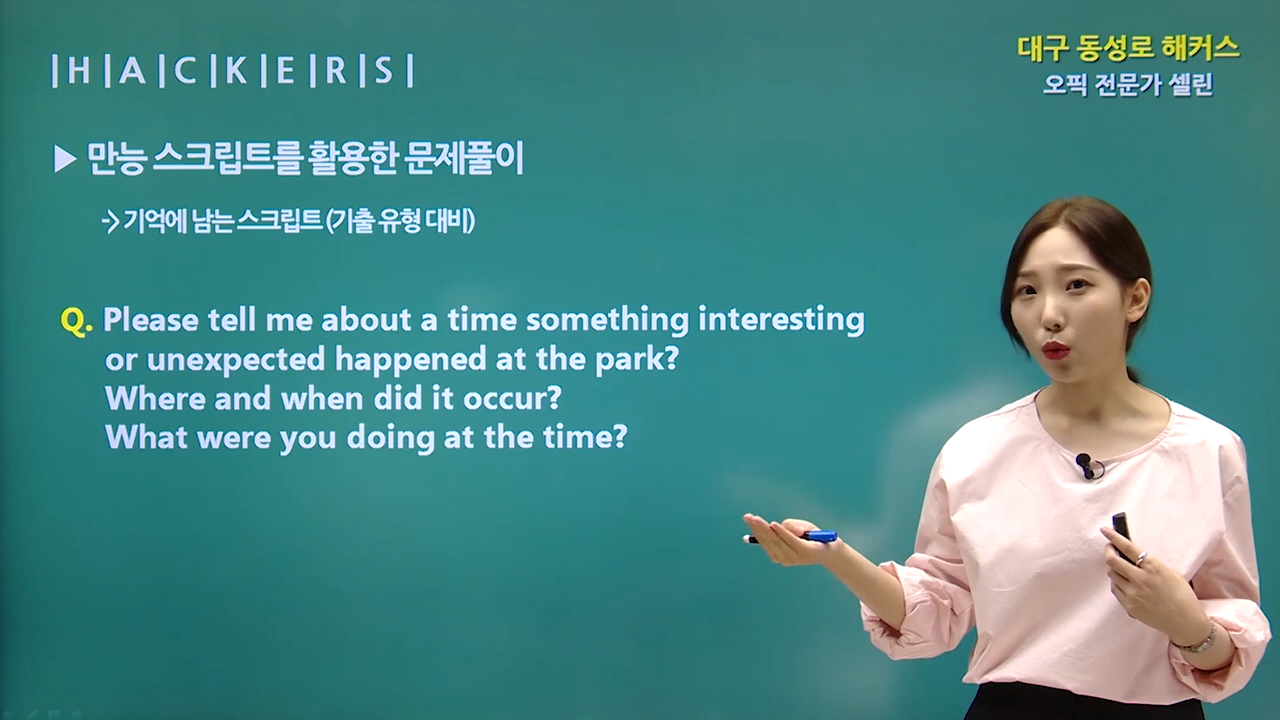 |H|A|C|K|E|R|S|
대구 동성로 해커스
오픽 전문가 셀린
▶ 만능 스크립트를 활용한 문제풀이
-> 기억에 남는 스크립트 (기출 유형 대비)
Q. Please tell me about a time something interesting
or unexpected happened at the park?
Where and when did it occur?
What were you doing at the time?